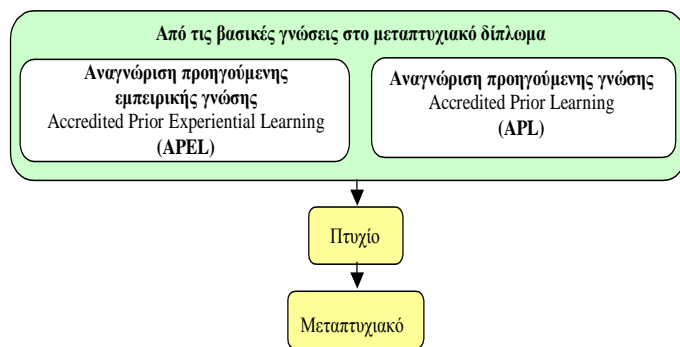 Από τις βασικές γνώσεις στο μεταπτυχιακό δίπλωμα
Αναγνώριση προηγούμενης
εμπειρικής γνώσης
Accredited Prior Experiential Learning
(APEL)
Αναγνώριση προηγούμενης γνώσης
Accredited Prior Learning
(APL)
Πτυχίο
Μεταπτυχιακό